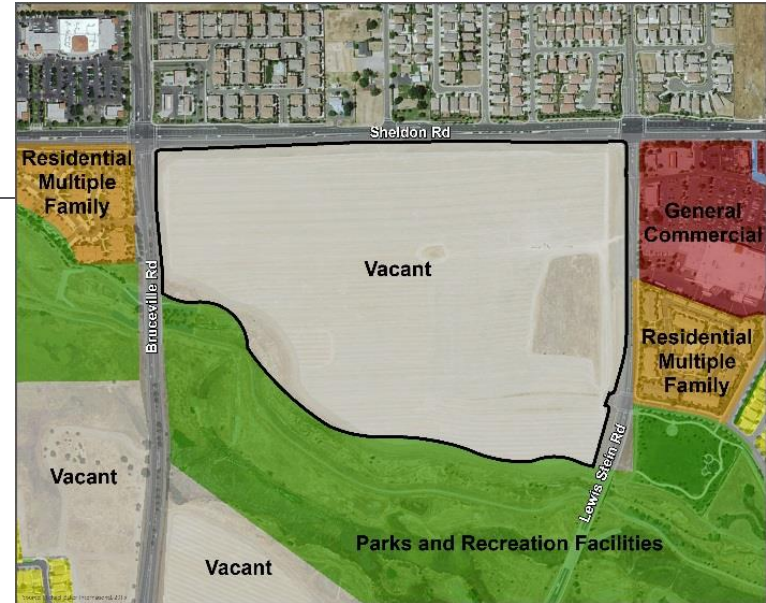 Sheldon Rd
Residential
Multiple
Family
General
Commercial
Vacant
Bruceville Rd
Residential
Multiple
Family
Vacant
Lewis Stein Rd
Parks and Recreation Facilities
Vacant